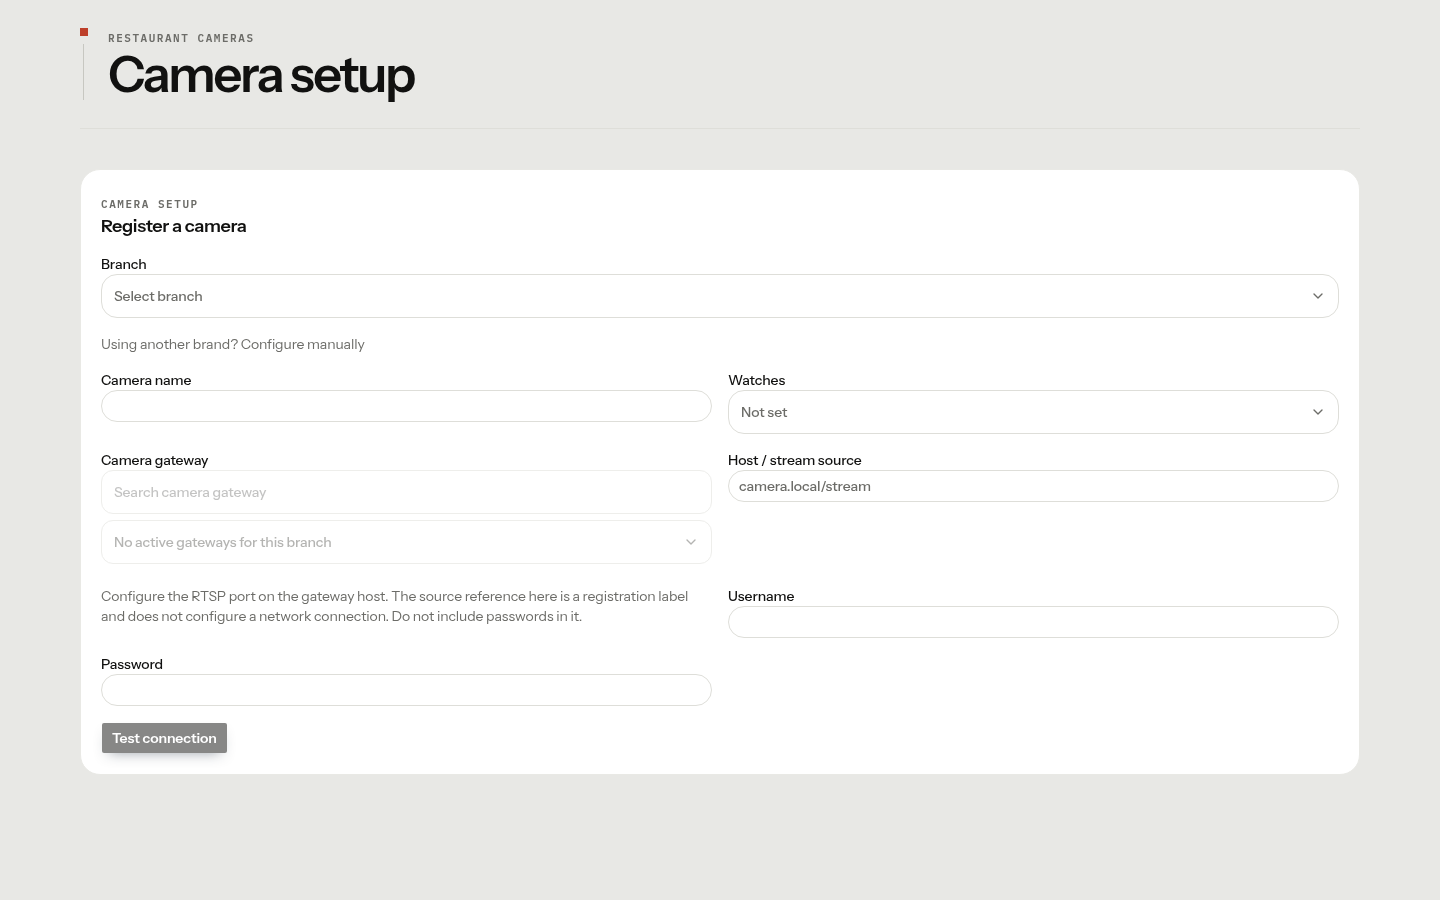 RESTAURANT CAMERAS
Camera setup
CAMERA SETUP
Register a camera
Branch
Select branch
Using another brand? Configure manually
Camera name
Watches
Not set
Camera gateway
Search camera gateway
No active gateways for this branch
Host / stream source
camera.local/stream
Configure the RTSP port on the gateway host. The source reference here is a registration label
and does not configure a network connection. Do not include passwords in it.
Username
Password
Test connection